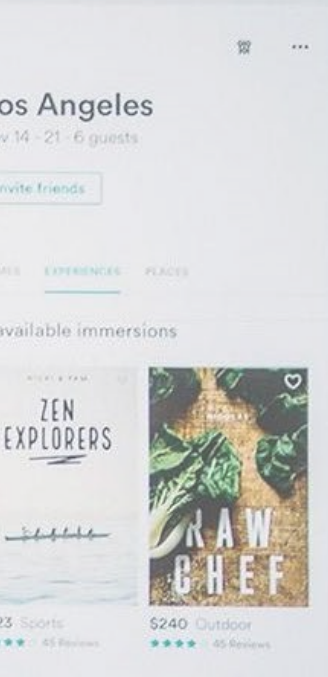 os Angeles
v 14 - 21 - 6 guests
nvite friends
MES EXPERIENCES PLACES
available immersions
ZEN
EXPLORERS
RAW
CHEF
23 Sports
45 Reviews
$240 Outdoor
45 Reviews